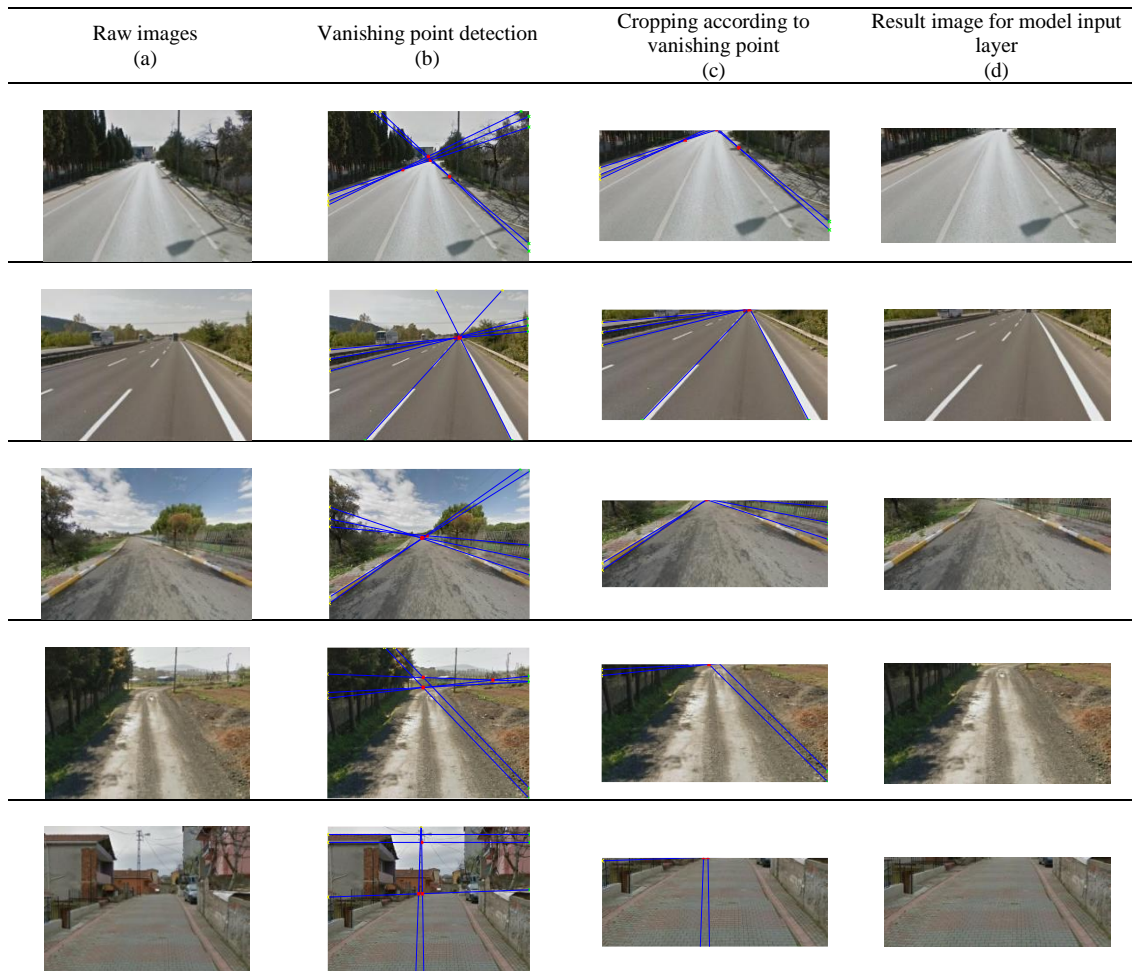 Raw images
(a)
Vanishing point detection
(b)
Cropping according to
vanishing point
(c)
Result image for model input
layer
(d)